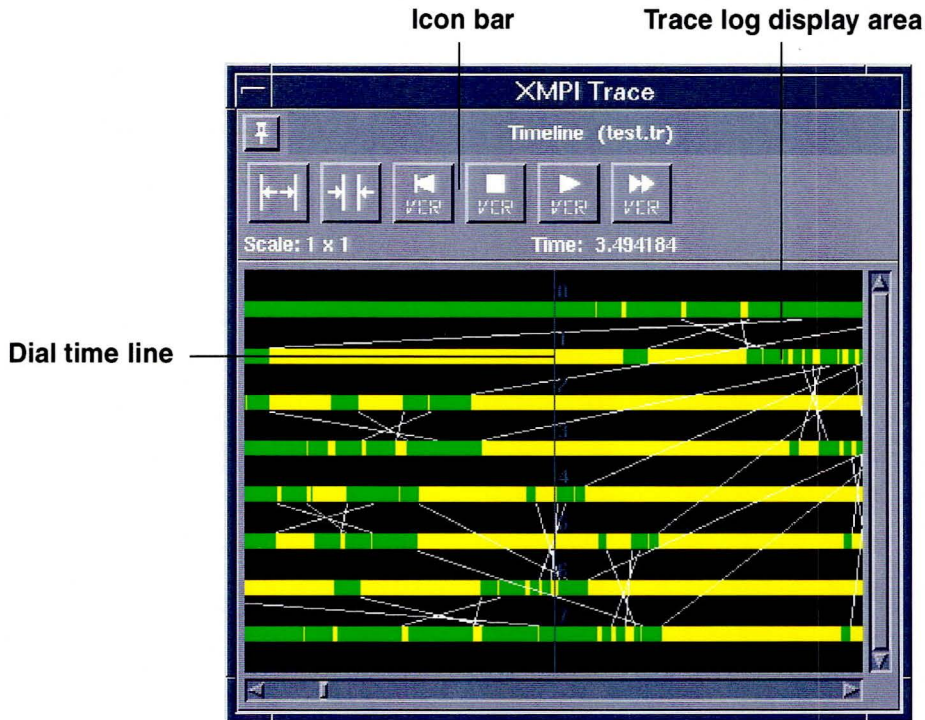 Icon bar
Trace log display area
XMPI Trace
Timeline (test.tr)
VCR
VCR
VCR
VCR
Scale: 1 x 1
Time: 3.494184
0
1
2
3
Dial time line
4
5
6
7